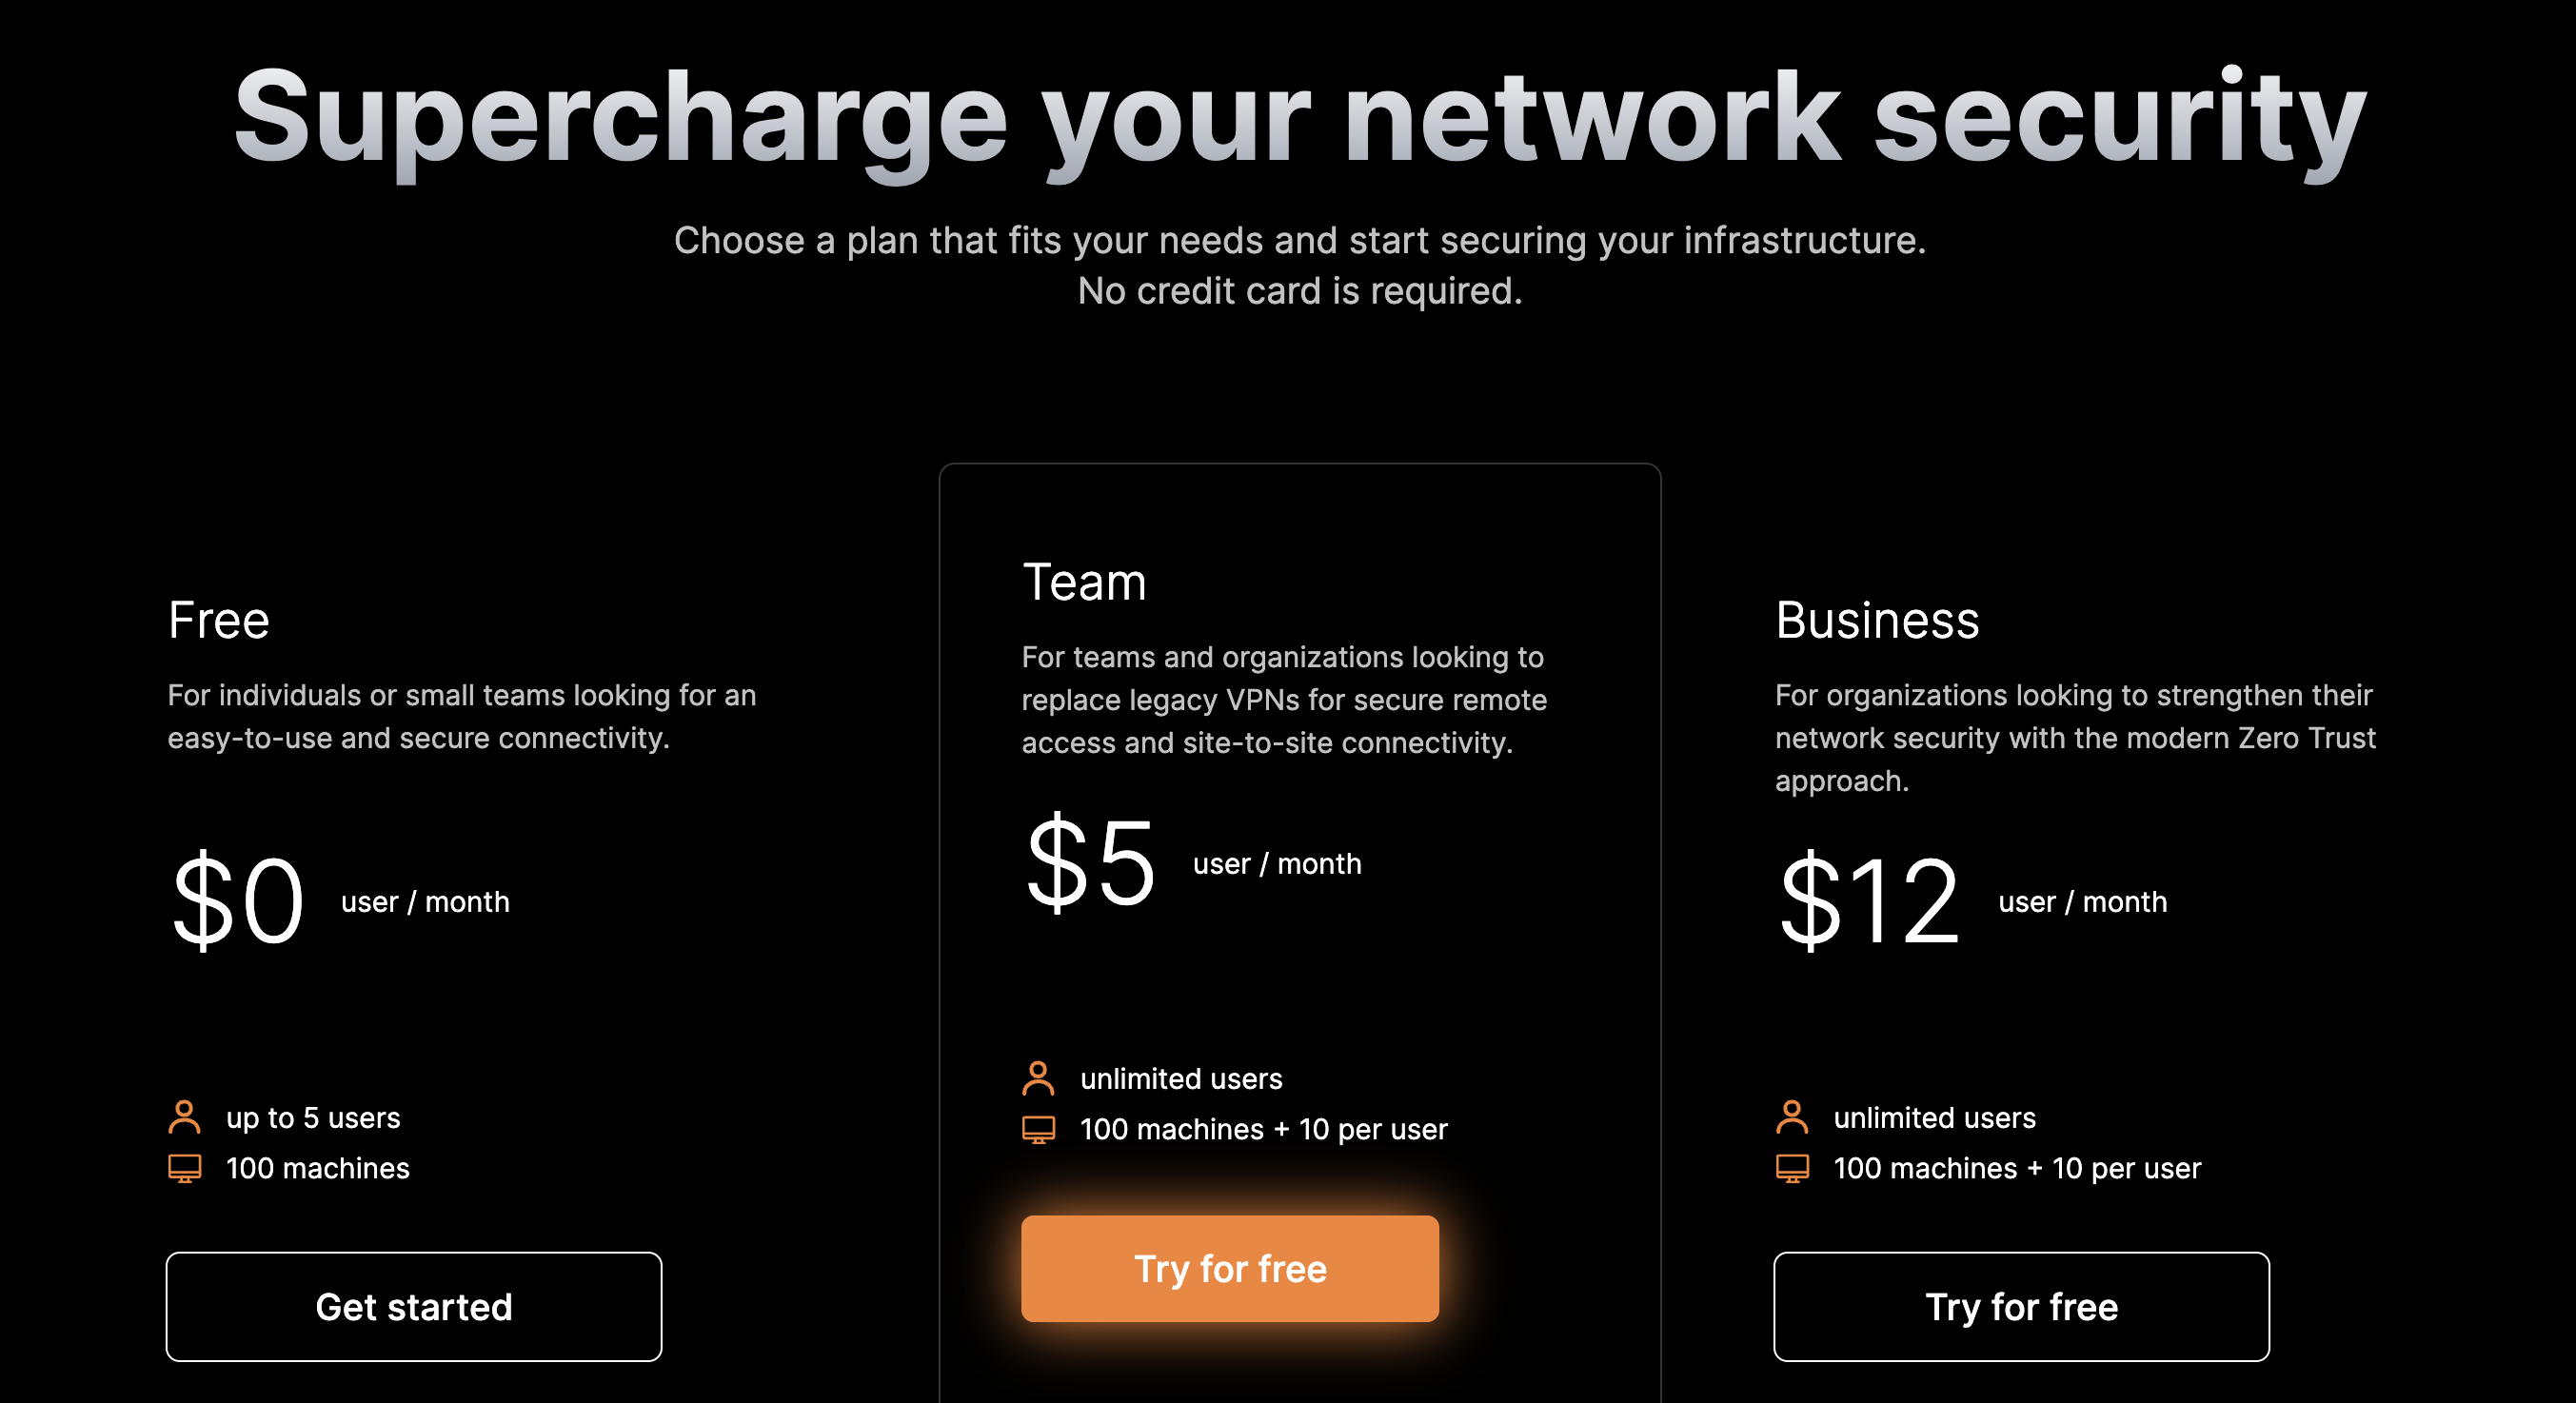 Supercharge your network security
Choose a plan that fits your needs and start securing your infrastructure.
No credit card is required.
Free
For individuals or small teams looking for an
easy-to-use and secure connectivity.
$0 user / month
up to 5 users
100 machines
Get started
Team
For teams and organizations looking to
replace legacy VPNs for secure remote
access and site-to-site connectivity.
$5 user / month
unlimited users
100 machines + 10 per user
Try for free
Business
For organizations looking to strengthen their
network security with the modern Zero Trust
approach.
$12 user / month
unlimited users
100 machines + 10 per user
Try for free